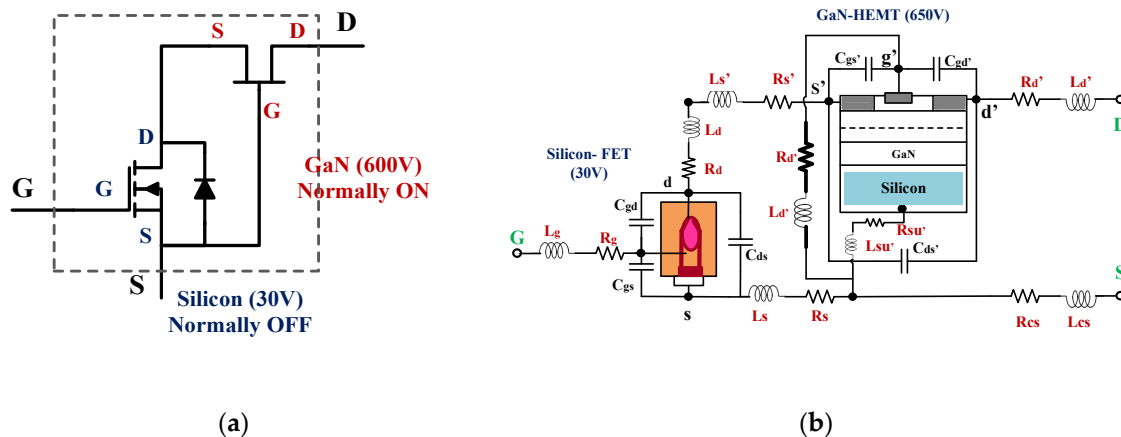 S
D
D
G
D
G
G
S
GaN (600V)
Normally ON
S
Silicon (30V)
Normally OFF
(a)
GaN-HEMT (650V)
Cgs'
g'
Cgd'
Ls'
Rs'
S'
Rd'
Ld'
d'
D
Ld
Silicon- FET
(30V)
Rd
Rd'
GaN
d
Silicon
Cgd
Ld'
Rsu'
G
Lg
Rg
Lsu'
Cds'
Cds
Cgs
S
s
Ls
Rs
Rcs
Lcs
(b)